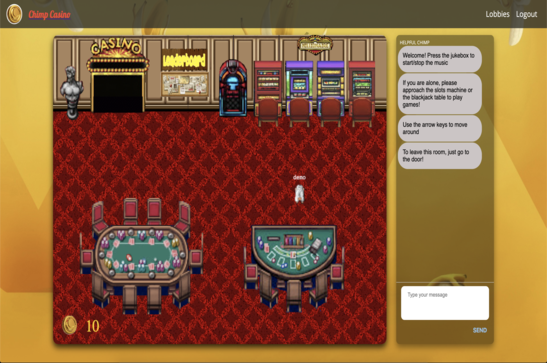 Chimp Casino
Lobbies
Logout
CASINO
Leaderboard
demo
10
HELPFUL CHIMP
Welcome! Press the jukebox to
start/stop the music
If you are alone, please
approach the slots machine or
the blackjack table to play
games!
Use the arrow keys to move
around
To leave this room, just go to
the door!
Type your message
SEND